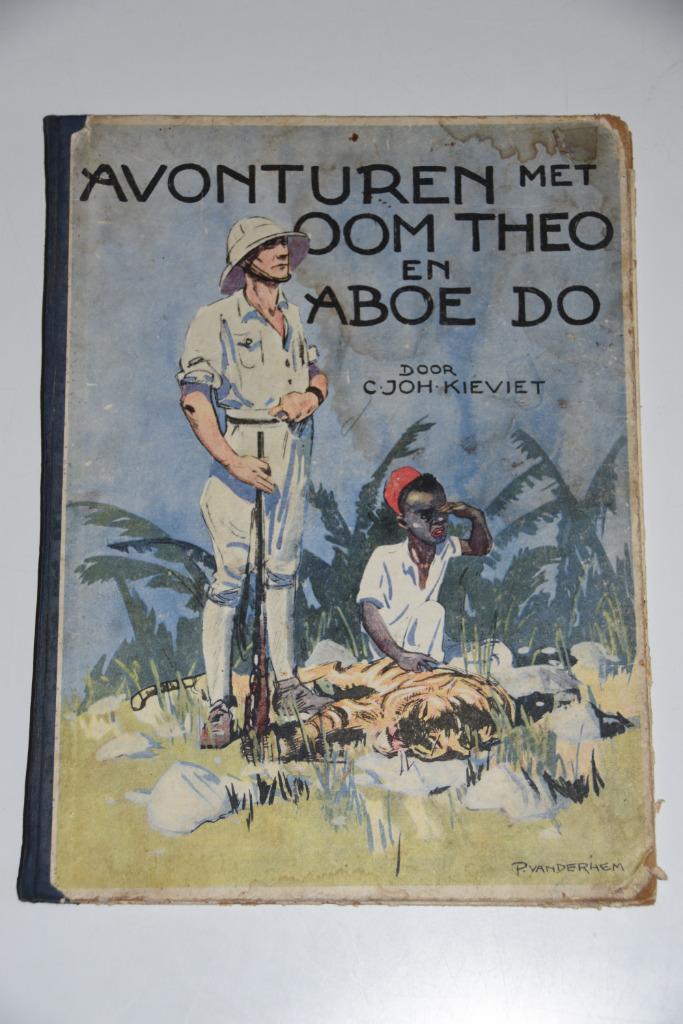 AVONTUREN MET
OOM THEO
EN
ABOE DO
DOOR
C. JOH. KIEVIET
P. VANDERHEM